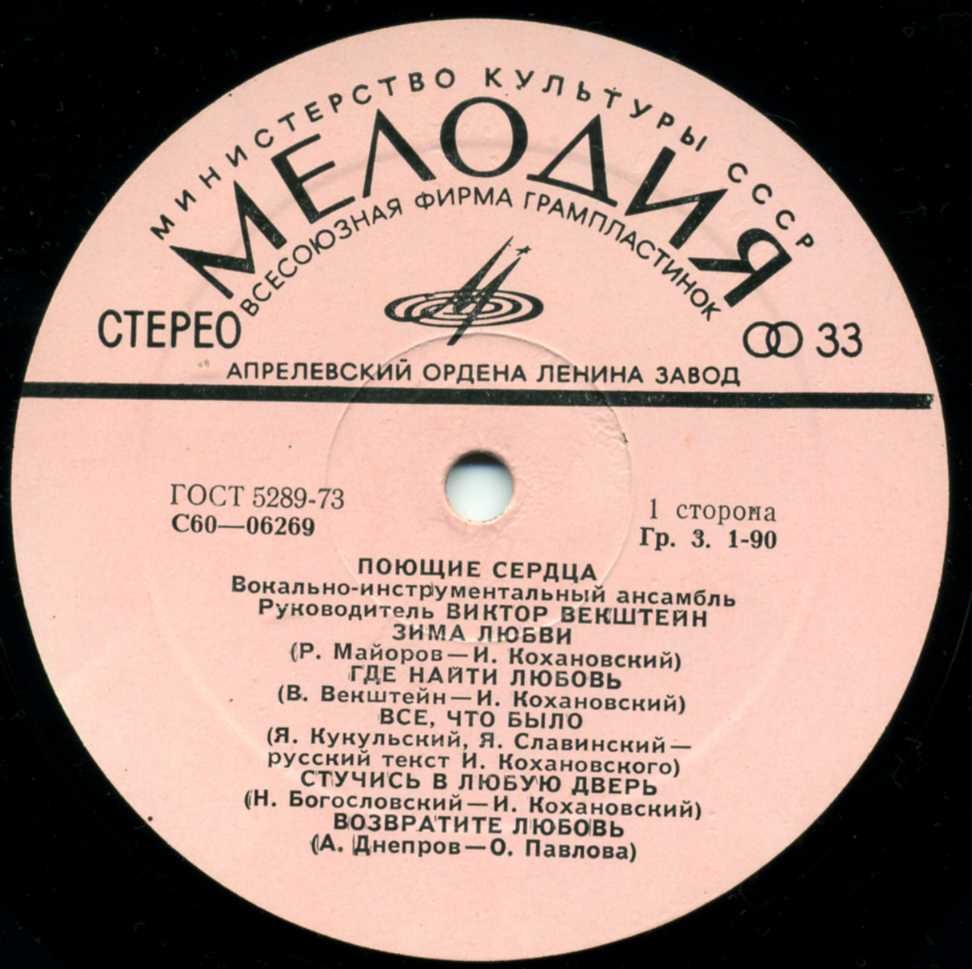 МИНИСТЕРСТВО КУЛЬТУРЫ СССР
МЕЛОДИЯ
ВСЕСОЮЗНАЯ ФИРМА ГРАМПЛАСТИНОК
СТЕРЕО
33
АПРЕЛЕВСКИЙ ОРДЕНА ЛЕНИНА ЗАВОД
ГОСТ 5289-73
С60—06269
1 сторона
Гр. 3. 1-90
ПОЮЩИЕ СЕРДЦА
Вокально-инструментальный ансамбль
Руководитель ВИКТОР ВЕКШТЕЙН
ЗИМА ЛЮБВИ
(Р. Майоров—И. Кохановский)
ГДЕ НАЙТИ ЛЮБОВЬ
(В. Векштейн—И. Кохановский)
ВСЕ, ЧТО БЫЛО
(Я. Кукульский, Я. Славинский—
русский текст И. Кохановского)
СТУЧИСЬ В ЛЮБУЮ ДВЕРЬ
(Н. Богословский—И. Кохановский)
ВОЗВРАТИТЕ ЛЮБОВЬ
(А. Днепров—О. Павлова)